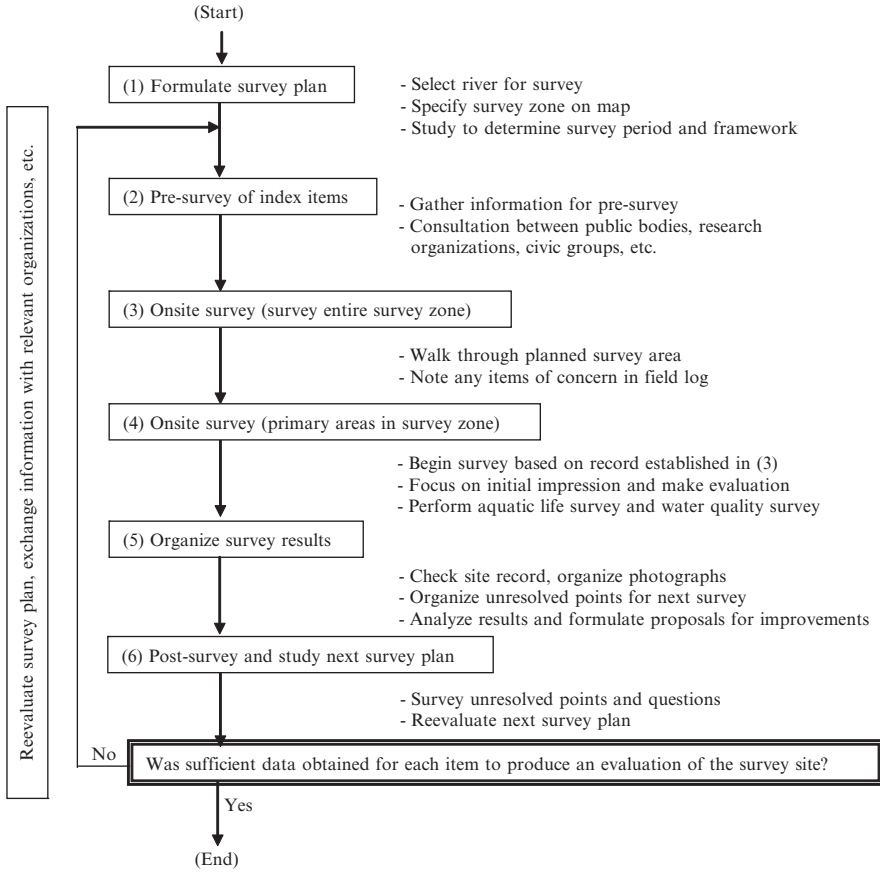 (Start)
(1) Formulate survey plan
- Select river for survey
- Specify survey zone on map
- Study to determine survey period and framework
Reevaluate survey plan, exchange information with relevant organizations, etc.
(2) Pre-survey of index items
- Gather information for pre-survey
- Consultation between public bodies, research
organizations, civic groups, etc.
(3) Onsite survey (survey entire survey zone)
- Walk through planned survey area
- Note any items of concern in field log
(4) Onsite survey (primary areas in survey zone)
- Begin survey based on record established in (3)
- Focus on initial impression and make evaluation
- Perform aquatic life survey and water quality survey
(5) Organize survey results
- Check site record, organize photographs
- Organize unresolved points for next survey
- Analyze results and formulate proposals for improvements
(6) Post-survey and study next survey plan
- Survey unresolved points and questions
- Reevaluate next survey plan
No
Was sufficient data obtained for each item to produce an evaluation of the survey site?
Yes
(End)